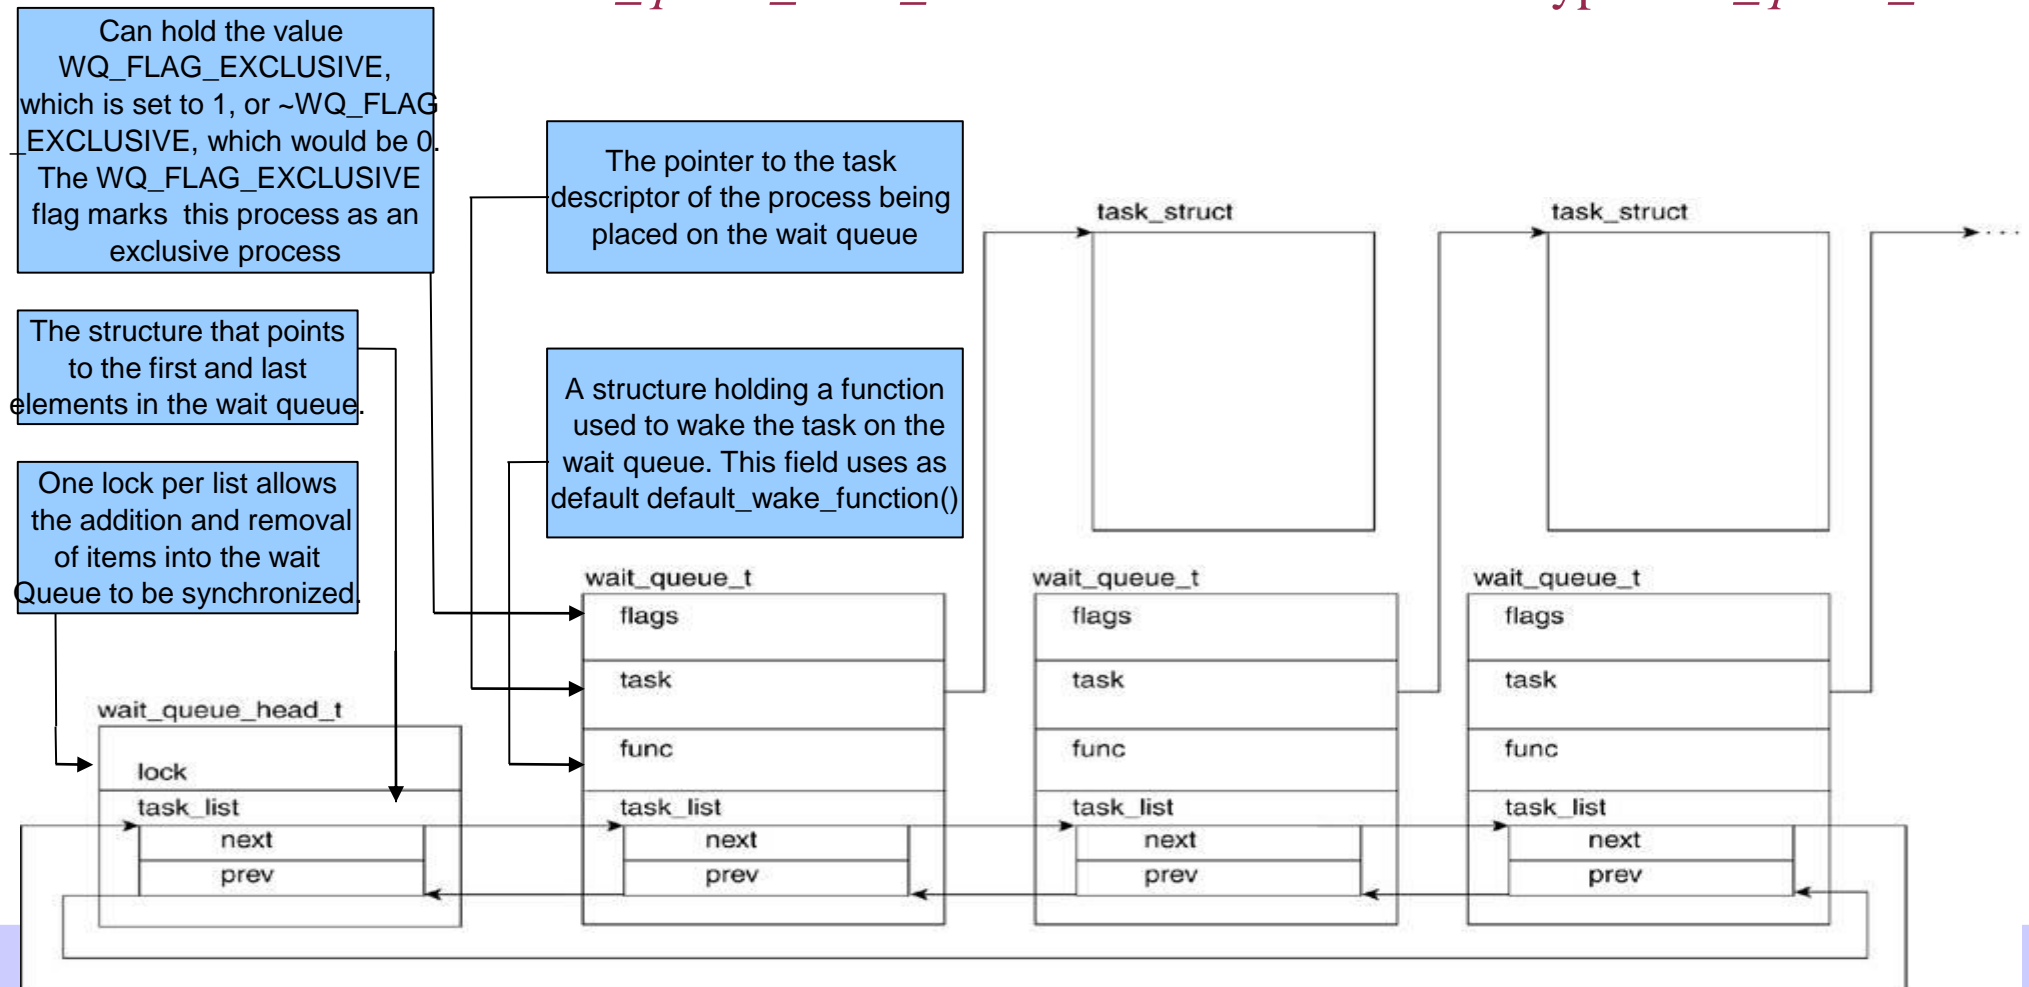 Can hold the value
WQ_FLAG_EXCLUSIVE,
which is set to 1, or ~WQ_FLAG
_EXCLUSIVE, which would be 0.
The WQ_FLAG_EXCLUSIVE
flag marks this process as an
exclusive process
The structure that points
to the first and last
elements in the wait queue.
One lock per list allows
the addition and removal
of items into the wait
Queue to be synchronized.
The pointer to the task
descriptor of the process being
placed on the wait queue
A structure holding a function
used to wake the task on the
wait queue. This field uses as
default default_wake_function()
task_struct
task_struct
. . .
wait_queue_head_t
lock
task_list
next
prev
wait_queue_t
flags
task
func
task_list
next
prev
wait_queue_t
flags
task
func
task_list
next
prev
wait_queue_t
flags
task
func
task_list
next
prev